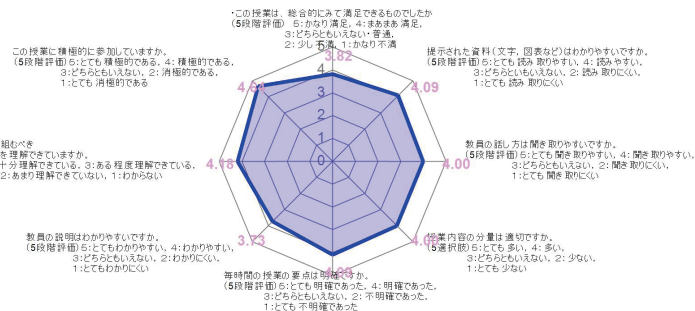 ・この授業は、総合的にみて満足できるものでしたか
(5段階評価) 5:かなり満足, 4:まあまあ満足,
3:どちらともいえない・普通,
2:少し不満, 1:かなり不満
3.82
この授業に積極的に参加していますか。
(5段階評価)6:とても積極的である, 4:積極的である,
3:どちらともいえない, 2:消極的である,
1:とても消極的である
提示された資料(文字, 図表など)はわかりやすいですか。
(5段階評価)5:とても読み取りやすい, 4:読みやすい,
3:どちらといもいえない, 2:読み取りにくい,
1:とても読み取りにくい
4.09
5
4
3
2
1
0
組むべき
を理解できていますか。
十分理解できている, 3:ある程度理解できている,
2:あまり理解できていない, 1:わからない
4.18
教員の話し方は聞き取りやすいですか。
(5段階評価)5:とても聞き取りやすい, 4:聞き取りやすい,
3:どちらともいえない, 2:聞き取りにくい,
1:とても聞き取りにくい
4.00
教員の説明はわかりやすいですか。
(5段階評価)5:とてもわかりやすい, 4:わかりやすい,
3:どちらともいえない, 2:わかりにくい,
1:とてもわかりにくい
3.73
授業内容の分量は適切ですか。
(5選択肢)5:とても多い, 4:多い,
3:どちらともいえない, 2:少ない,
1:とても少ない
毎時間の授業の要点は明確ですか。
(5段階評価)5:とても明確であった, 4:明確であった,
3:どちらともいえない, 2:不明確であった,
1:とても不明確であった